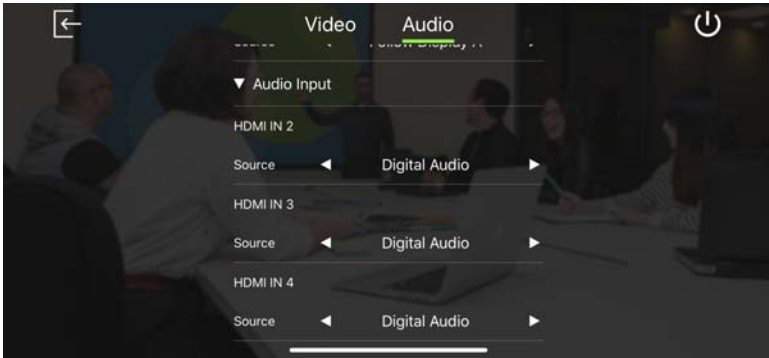 Video Audio
▼ Audio Input
HDMI IN 2
Source ◄ Digital Audio ►
HDMI IN 3
Source ◄ Digital Audio ►
HDMI IN 4
Source ◄ Digital Audio ►